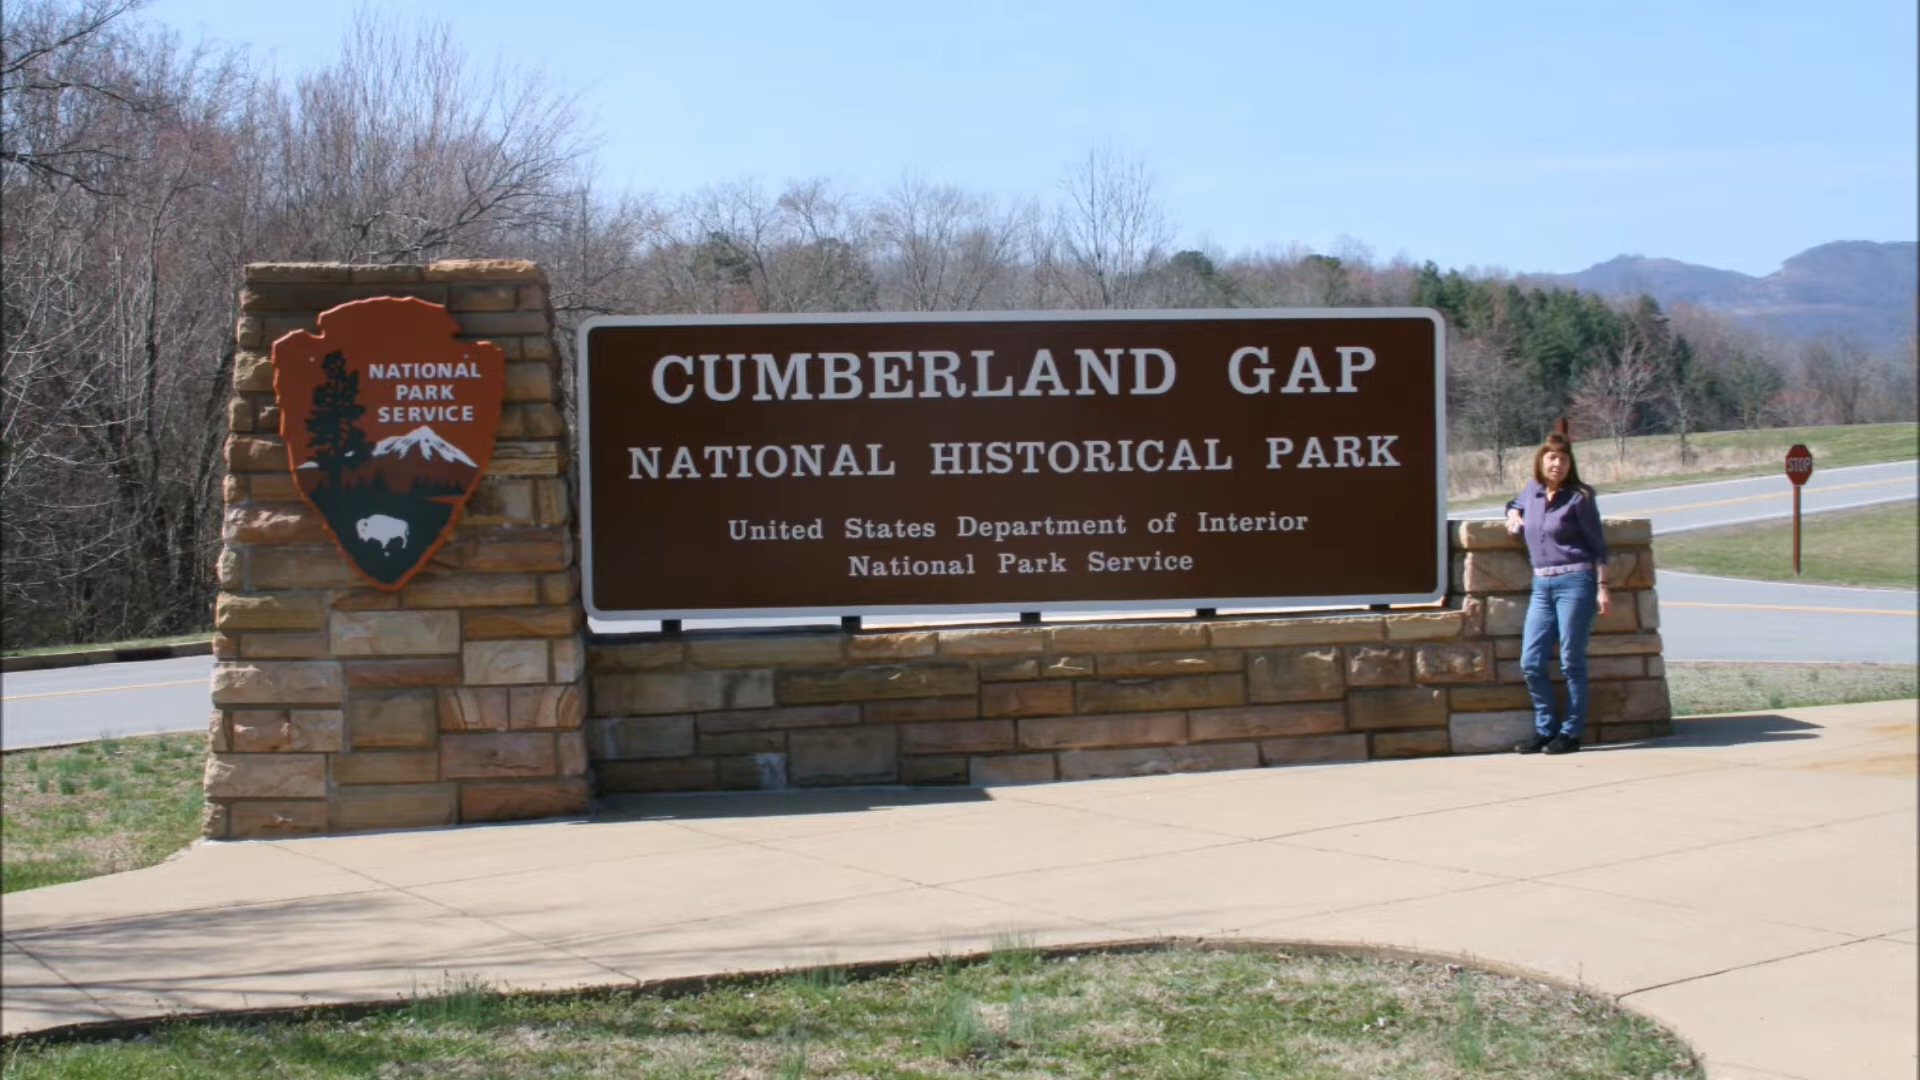 NATIONAL
PARK
SERVICE
CUMBERLAND GAP
NATIONAL HISTORICAL PARK
United States Department of Interior
National Park Service
STOP